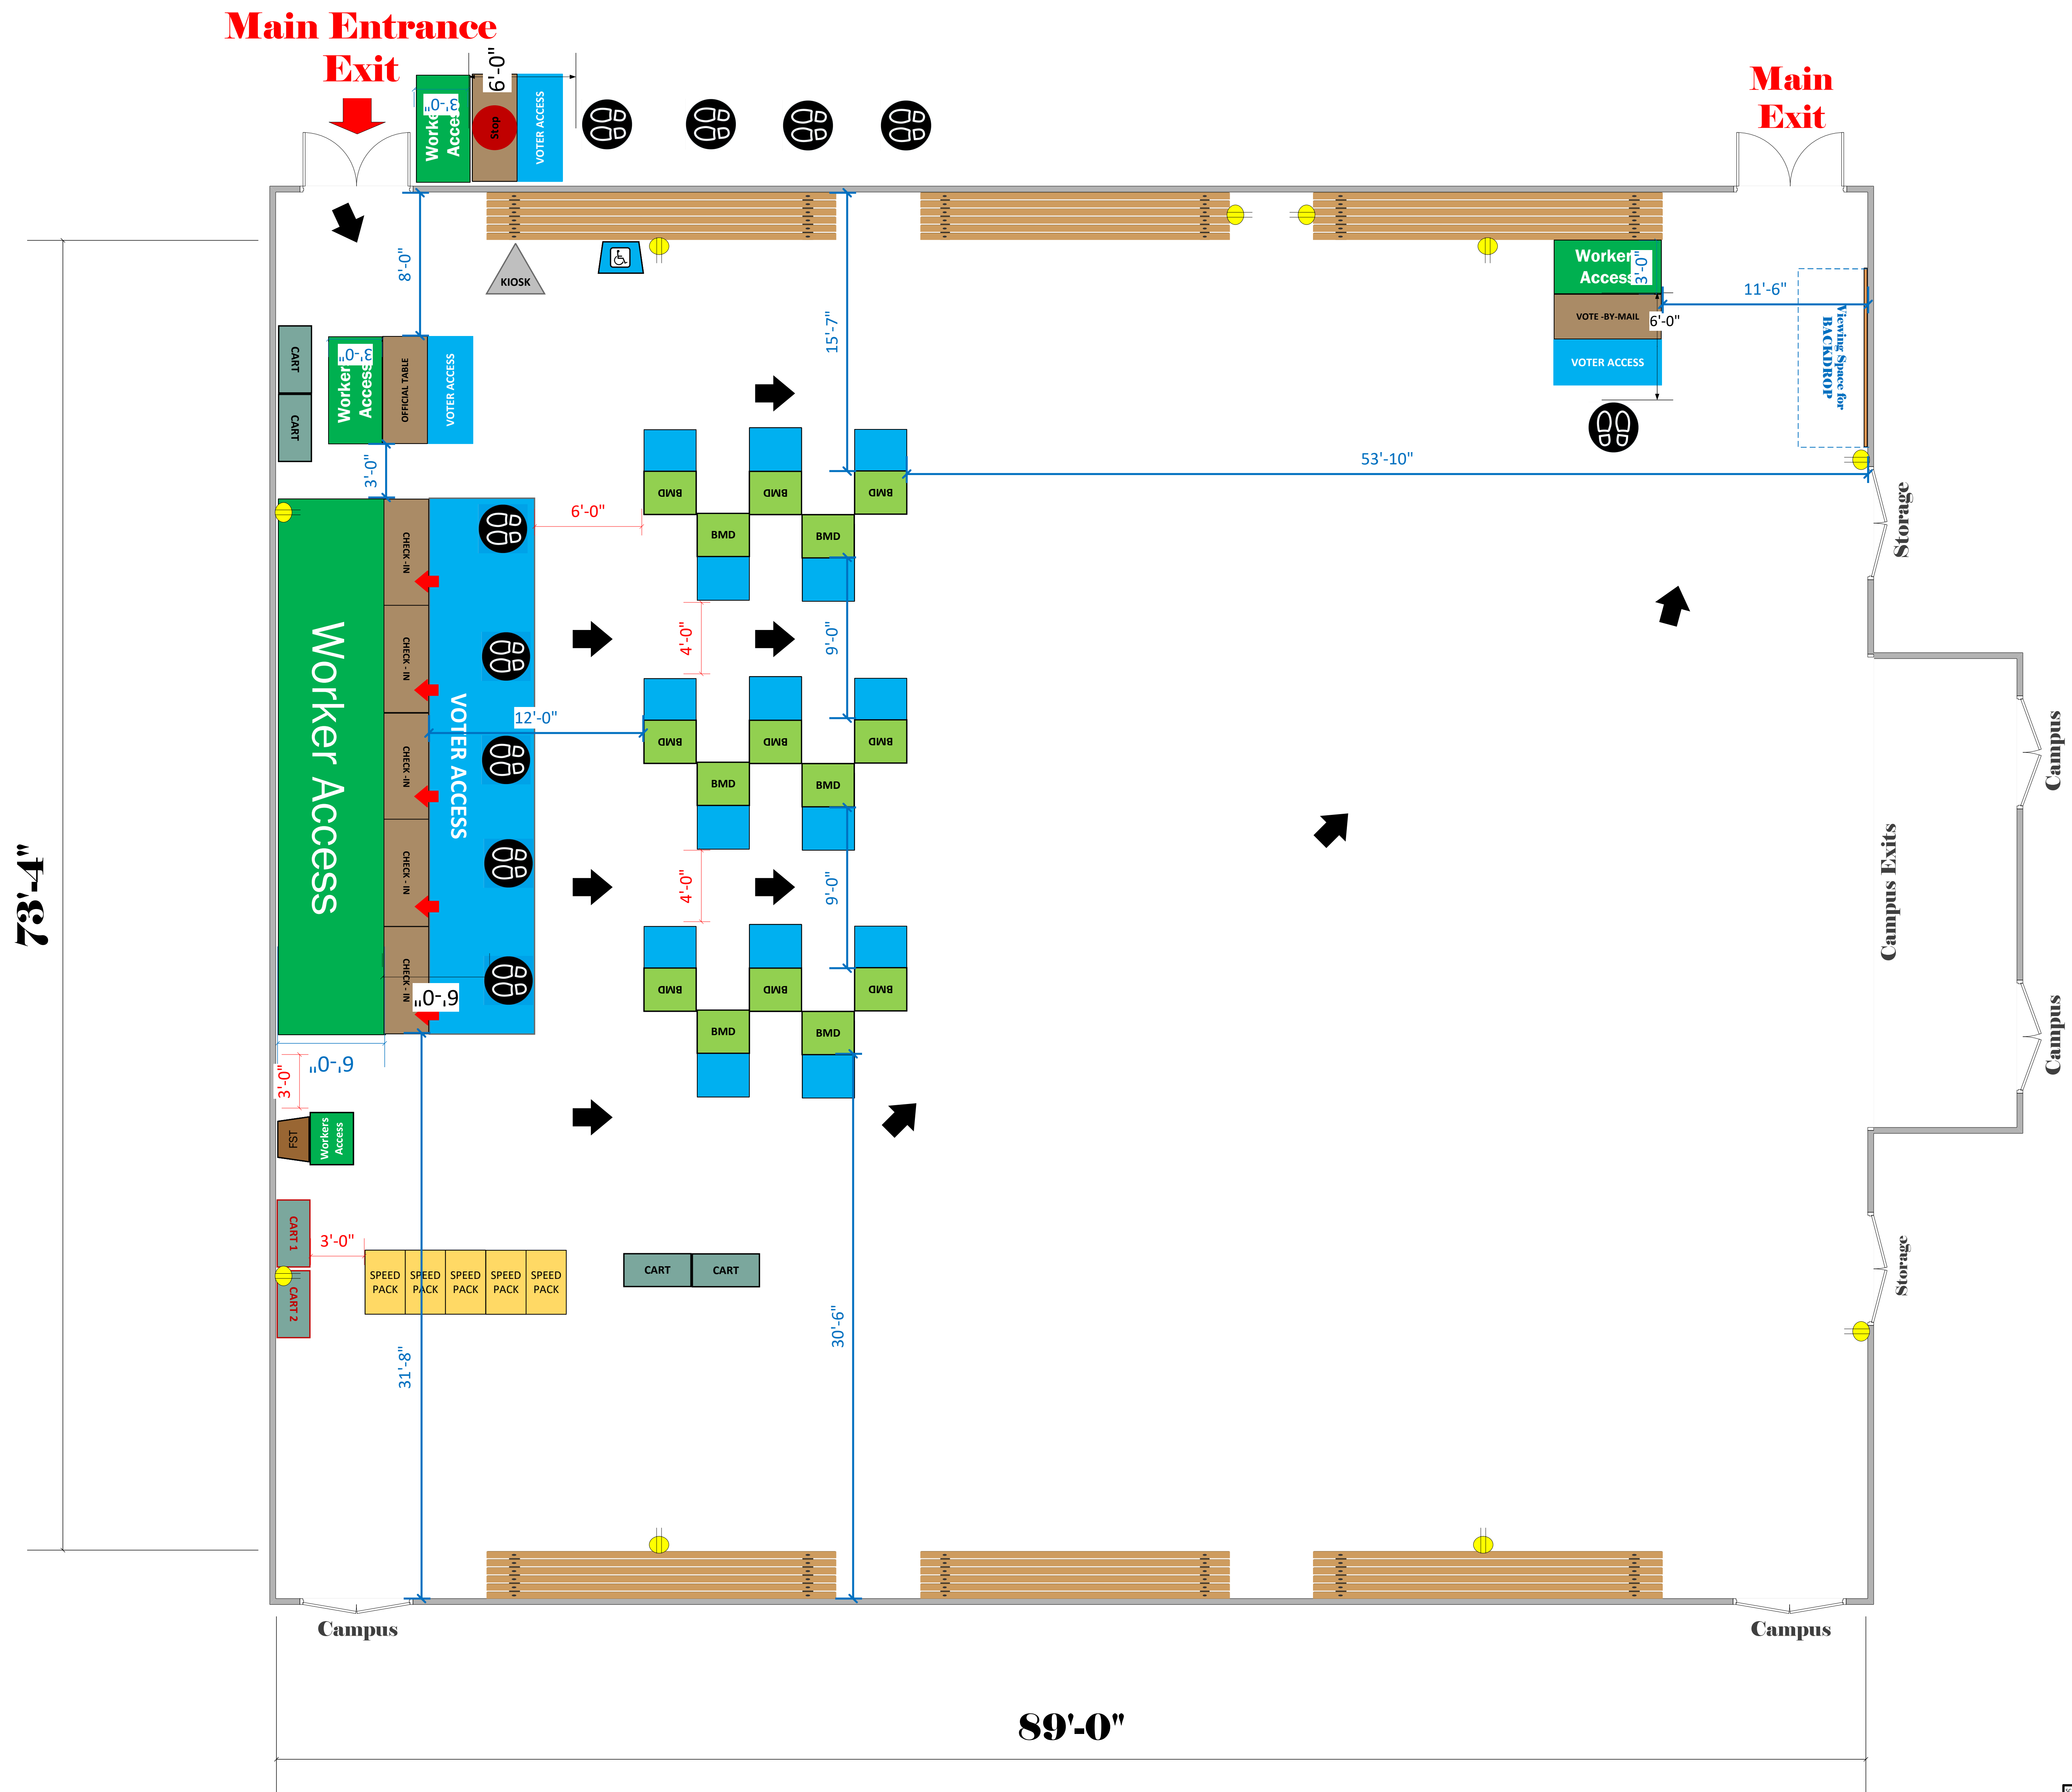 Main Entrance
Exit
Main
Exit
6'-0"
3'-0"
Worke
Acces
Stop
VOTER ACCESS
8'-0"
KIOSK
15'-7"
Worker
Access
3'-0"
VOTE -BY-MAIL
6'-0"
VOTER ACCESS
11'-6"
Viewing Space for
BACKDROP
CART
CART
3'-0"
Workers
Access
OFFICIAL TABLE
VOTER ACCESS
3'-0"
53'-10"
Storage
BMD
BMD
BMD
BMD
BMD
6'-0"
Worker Access
CHECK -IN
CHECK - IN
CHECK -IN
CHECK - IN
CHECK - IN
VOTER ACCESS
12'-0"
4'-0"
9'-0"
BMD
BMD
BMD
BMD
BMD
4'-0"
9'-0"
BMD
BMD
BMD
BMD
BMD
6'-0"
6'-0"
3'-0"
73'-4"
Campus
Campus Exits
Campus
FST
Workers
Access
CART 1
CART 2
3'-0"
SPEED
PACK
SPEED
PACK
SPEED
PACK
SPEED
PACK
SPEED
PACK
CART
CART
31'-8"
30'-6"
Storage
Campus
Campus
89'-0"